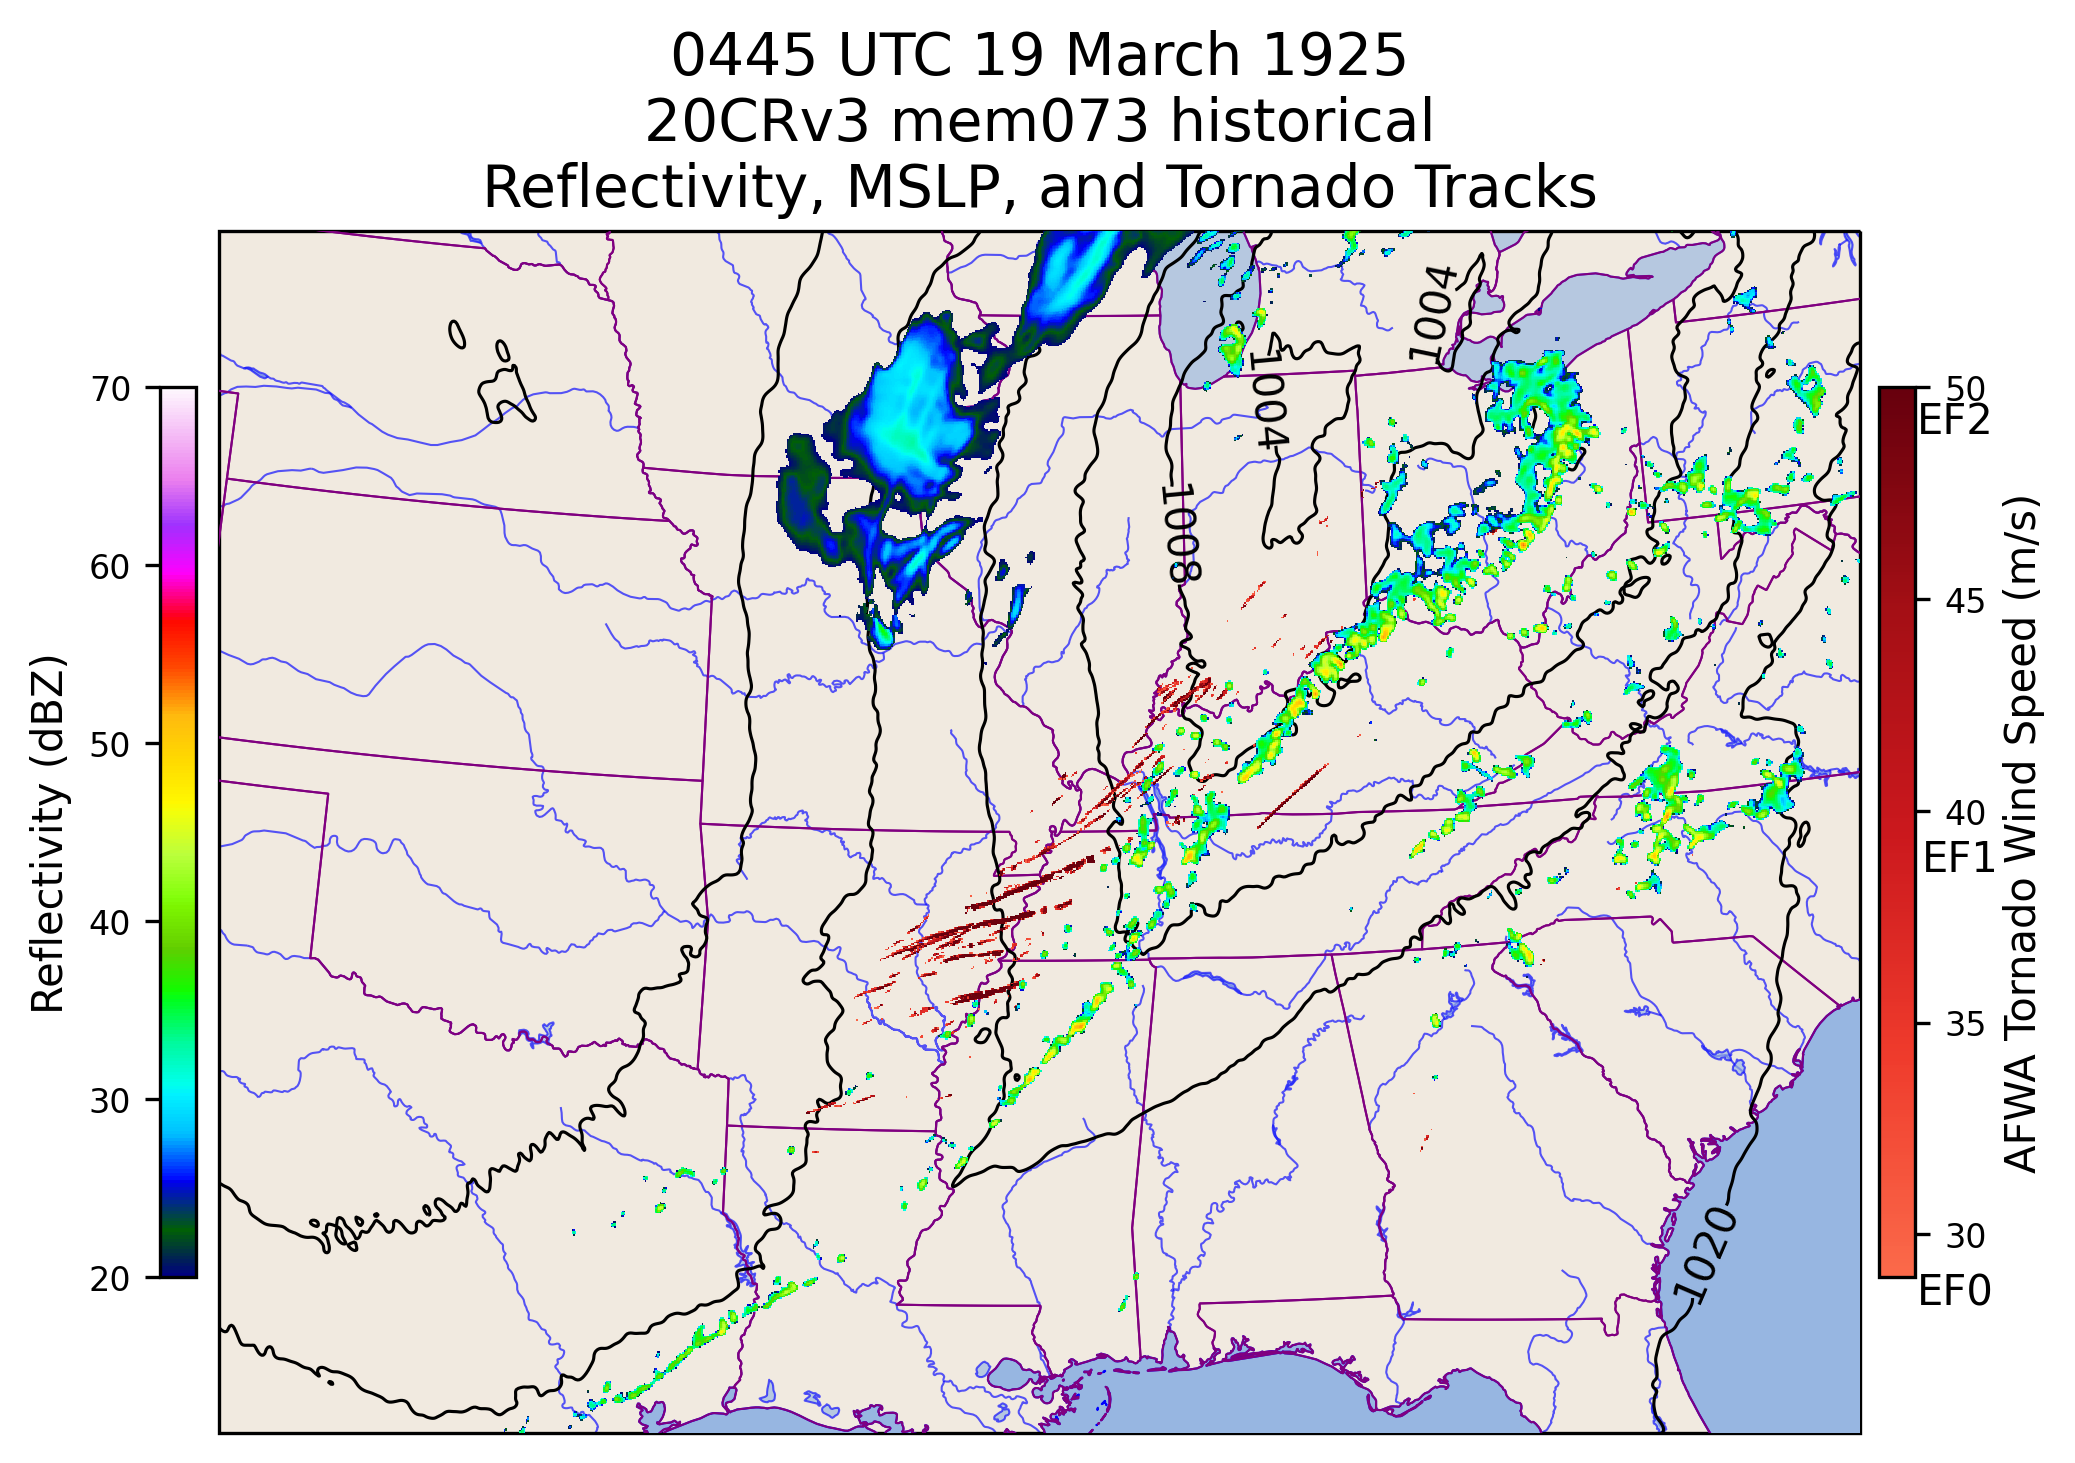 0445 UTC 19 March 1925
20CRv3 mem073 historical
Reflectivity, MSLP, and Tornado Tracks
Reflectivity (dBZ)
70
60
50
40
30
20
1004
1004
1008
1020
50
EF2
45
40
EF1
35
30
EF0
AFWA Tornado Wind Speed (m/s)